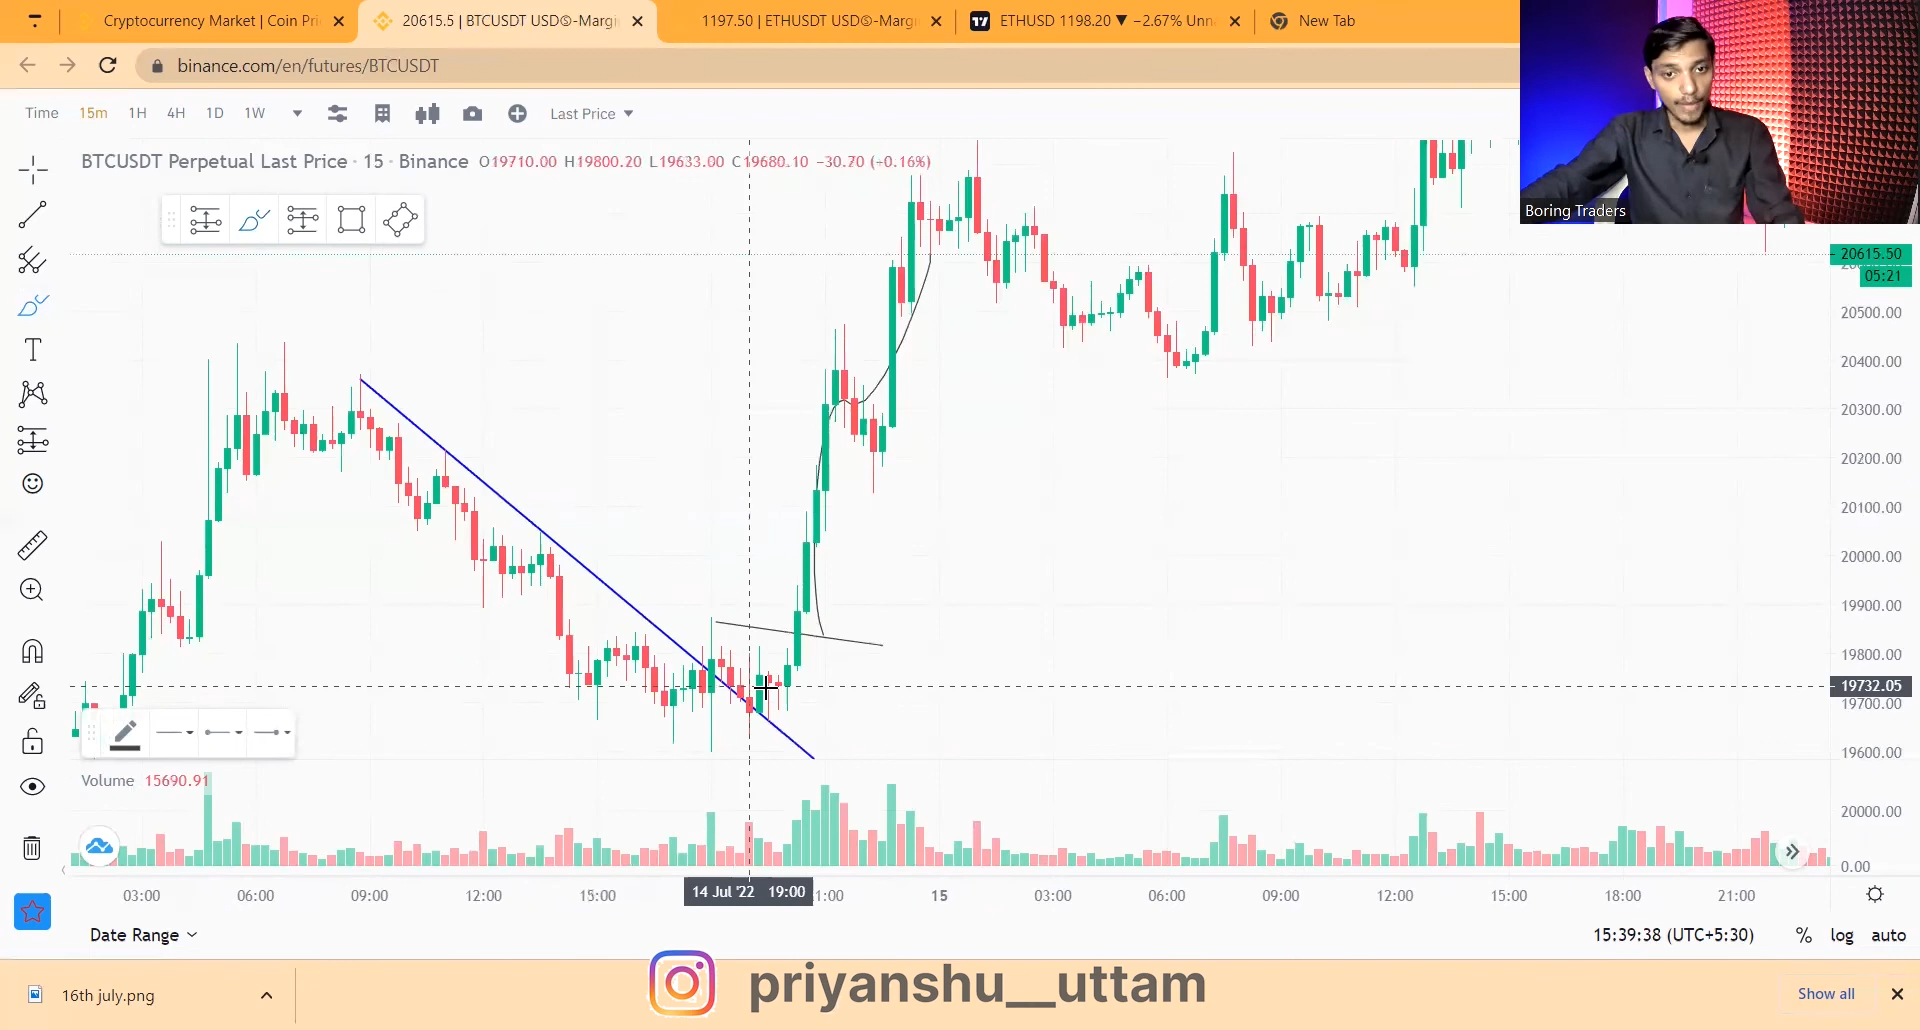 Cryptocurrency Market | Coin Pri
20615.5 | BTCUSDT USDⓈ-Margi
1197.50 | ETHUSDT USDⓈ-Margi
ETHUSD 1198.20 ▼ −2.67% Unn
New Tab
binance.com/en/futures/BTCUSDT
Time 15m 1H 4H 1D 1W Last Price
BTCUSDT Perpetual Last Price · 15 · Binance O19710.00 H19800.20 L19633.00 C19680.10 −30.70 (−0.16%)
Boring Traders
20615.50
05:21
20500.00
20400.00
20300.00
20200.00
20100.00
20000.00
19900.00
19800.00
19732.05
19700.00
19600.00
Volume 15690.91
20000.00
0.00
03:00 06:00 09:00 12:00 15:00 14 Jul '22 19:00 1:00 15 03:00 06:00 09:00 12:00 15:00 18:00 21:00
Date Range 15:39:38 (UTC+5:30) % log auto
16th july.png
priyanshu__uttam
Show all